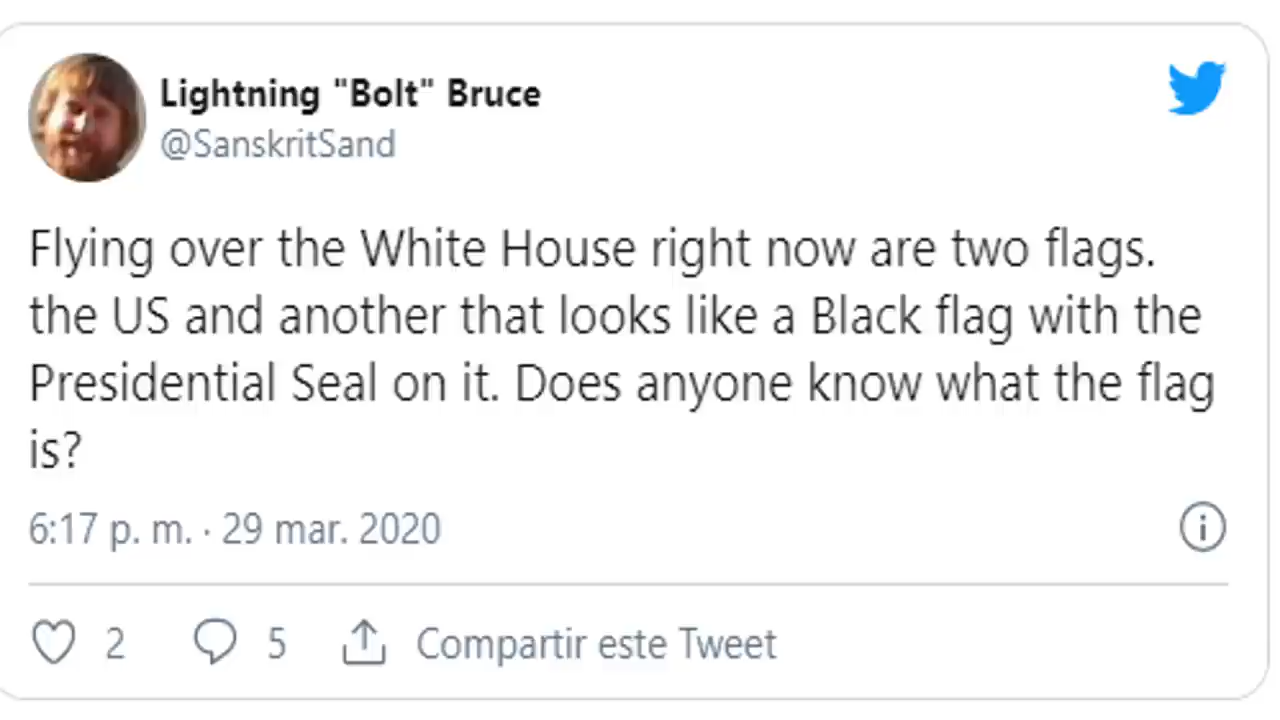 Lightning "Bolt" Bruce
@SanskritSand
Flying over the White House right now are two flags.
the US and another that looks like a Black flag with the
Presidential Seal on it. Does anyone know what the flag
is?
6:17 p. m. · 29 mar. 2020
2 5 Compartir este Tweet